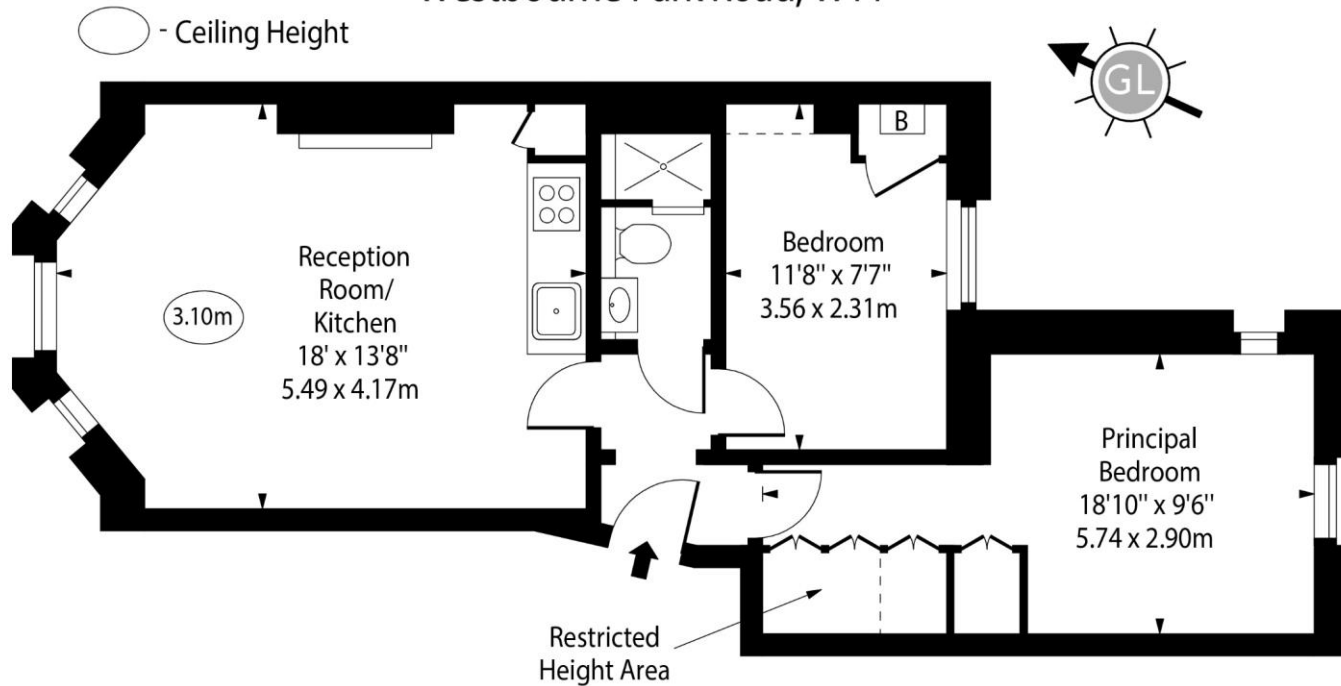 - Ceiling Height
GL
B
Reception
Room/
Kitchen
18' x 13'8"
5.49 x 4.17m
3.10m
Bedroom
11'8" x 7'7"
3.56 x 2.31m
Principal
Bedroom
18'10" x 9'6"
5.74 x 2.90m
Restricted
Height Area